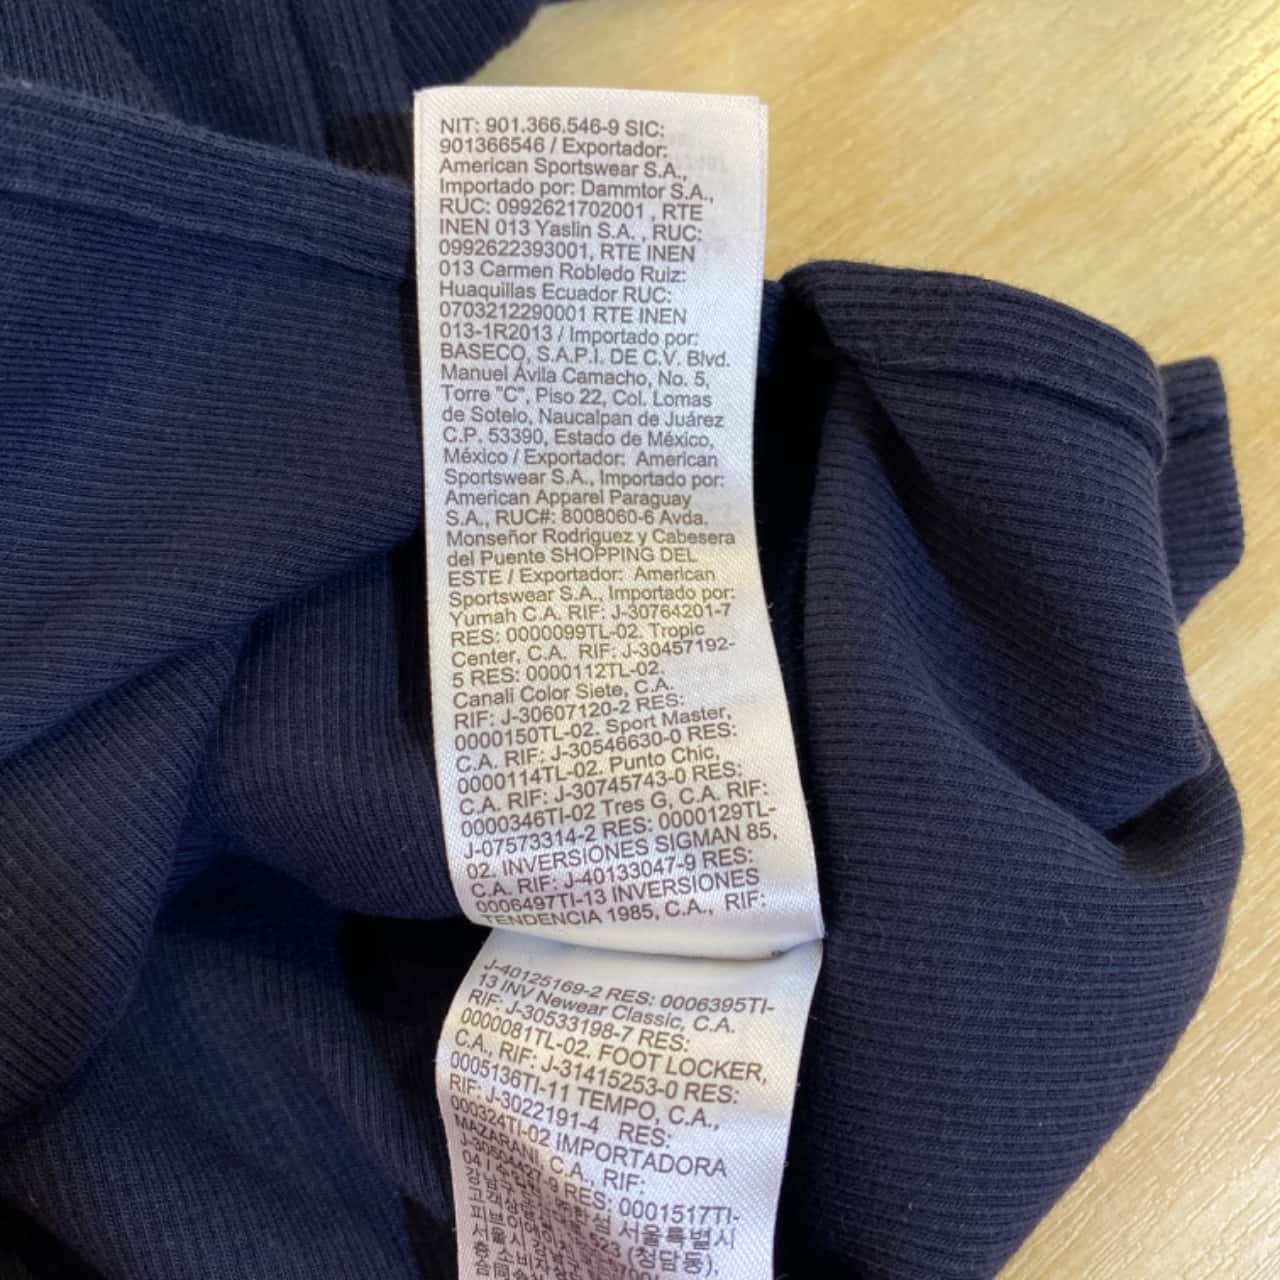 NIT: 901.366.546-9 SIC:
901366546 / Exportador:
American Sportswear S.A.,
Importado por: Dammtor S.A.,
RUC: 0992621702001 , RTE
INEN 013 Yaslin S.A. , RUC:
0992622393001, RTE INEN
013 Carmen Robledo Ruiz:
Huaquillas Ecuador RUC:
0703212290001 RTE INEN
013-1R2013 / Importado por:
BASECO, S.A.P.I. DE C.V. Blvd.
Manuel Ávila Camacho, No. 5,
Torre "C", Piso 22, Col. Lomas
de Sotelo, Naucalpan de Juárez
C.P. 53390, Estado de México,
México / Exportador: American
Sportswear S.A., Importado por:
American Apparel Paraguay
S.A., RUC#: 8008060-6 Avda.
Monseñor Rodriguez y Cabesera
del Puente SHOPPING DEL
ESTE / Exportador: American
Sportswear S.A., Importado por:
Yumah C.A. RIF: J-30764201-7
RES: 0000099TL-02. Tropic
Center, C.A. RIF: J-30457192-
5 RES: 0000112TL-02.
Canali Color Siete, C.A.
RIF: J-30607120-2 RES:
0000150TL-02. Sport Master,
C.A. RIF: J-30546630-0 RES:
0000114TL-02. Punto Chic,
C.A. RIF: J-30745743-0 RES:
0000346TI-02 Tres G, C.A. RIF:
J-07573314-2 RES: 0000129TL-
02. INVERSIONES SIGMAN 85,
C.A. RIF: J-40133047-9 RES:
0006497TI-13 INVERSIONES
TENDENCIA 1985, C.A., RIF:
J-40125169-2 RES: 0006395TI-
13 INV Newear Classic, C.A.
RIF: J-30533198-7 RES:
0000081TL-02. FOOT LOCKER,
C.A., RIF: J-31415253-0 RES:
0005136TI-11 TEMPO, C.A.,
RIF: J-3022191-4 RES:
000324TI-02 IMPORTADORA
MAZARANI, C.A., RIF:
J-30504427-9 RES: 0001517TI-
04 / 서울특별시
강남 523 (청담동),